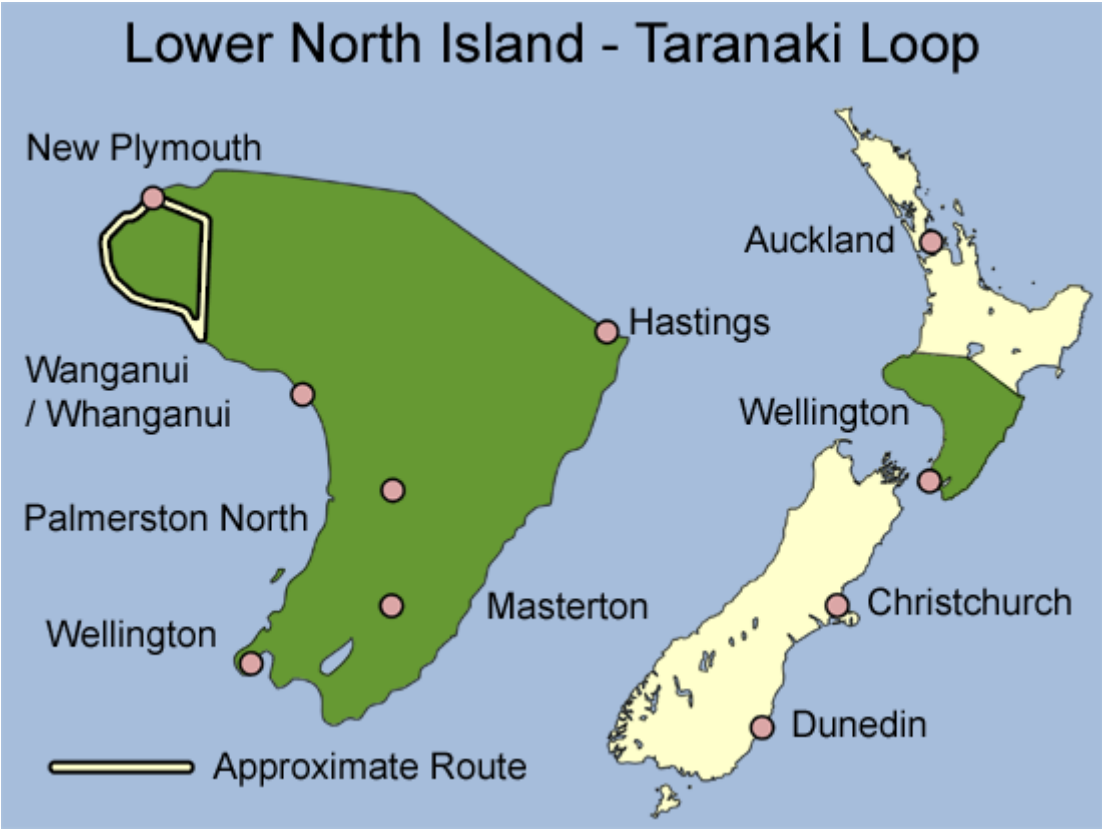 Lower North Island - Taranaki Loop
New Plymouth
Auckland
Hastings
Wanganui
/ Whanganui
Wellington
Palmerston North
Masterton
Christchurch
Wellington
Dunedin
Approximate Route